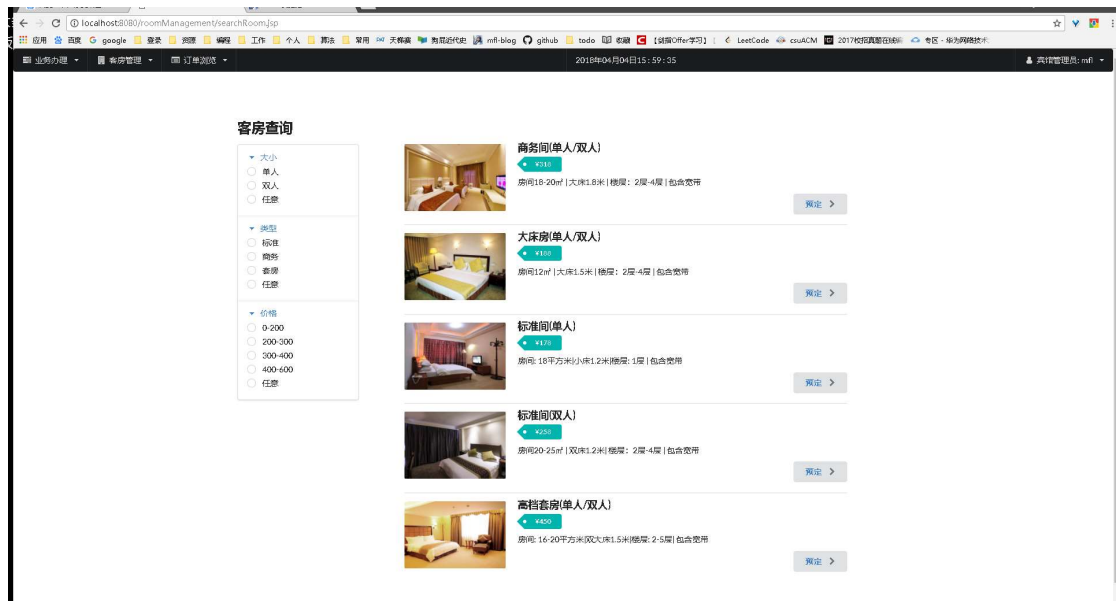 localhost:8080/roomManagement/searchRoom.jsp
应用 百度 google 登录 资源 编程 工作 个人 算法 常用 天梯赛 mfl-blog github todo 收藏 【剑指Offer学习】 LeetCode csuACM 2017校招真题在线 专区 - 华为网络技术
业务办理 客房管理 订单浏览 2018年04月04日15:59:35 宾馆管理员: mfl
客房查询
大小
单人
双人
任意
类型
标准
商务
套房
任意
价格
0-200
200-300
300-400
400-600
任意
商务间(单人/双人)
¥318
房间18-20㎡ | 大床1.8米 | 楼层：2层-4层 | 包含宽带
预定
大床房(单人/双人)
¥188
房间12㎡ | 大床1.5米 | 楼层：2层-4层 | 包含宽带
预定
标准间(单人)
¥178
房间: 18平方米|小床1.2米|楼层: 1层 | 包含宽带
预定
标准间(双人)
¥258
房间20-25㎡ | 双床1.2米| 楼层：2层-4层 | 包含宽带
预定
高档套房(单人/双人)
¥450
房间: 16-20平方米|双大床1.5米|楼层: 2-5层| 包含宽带
预定